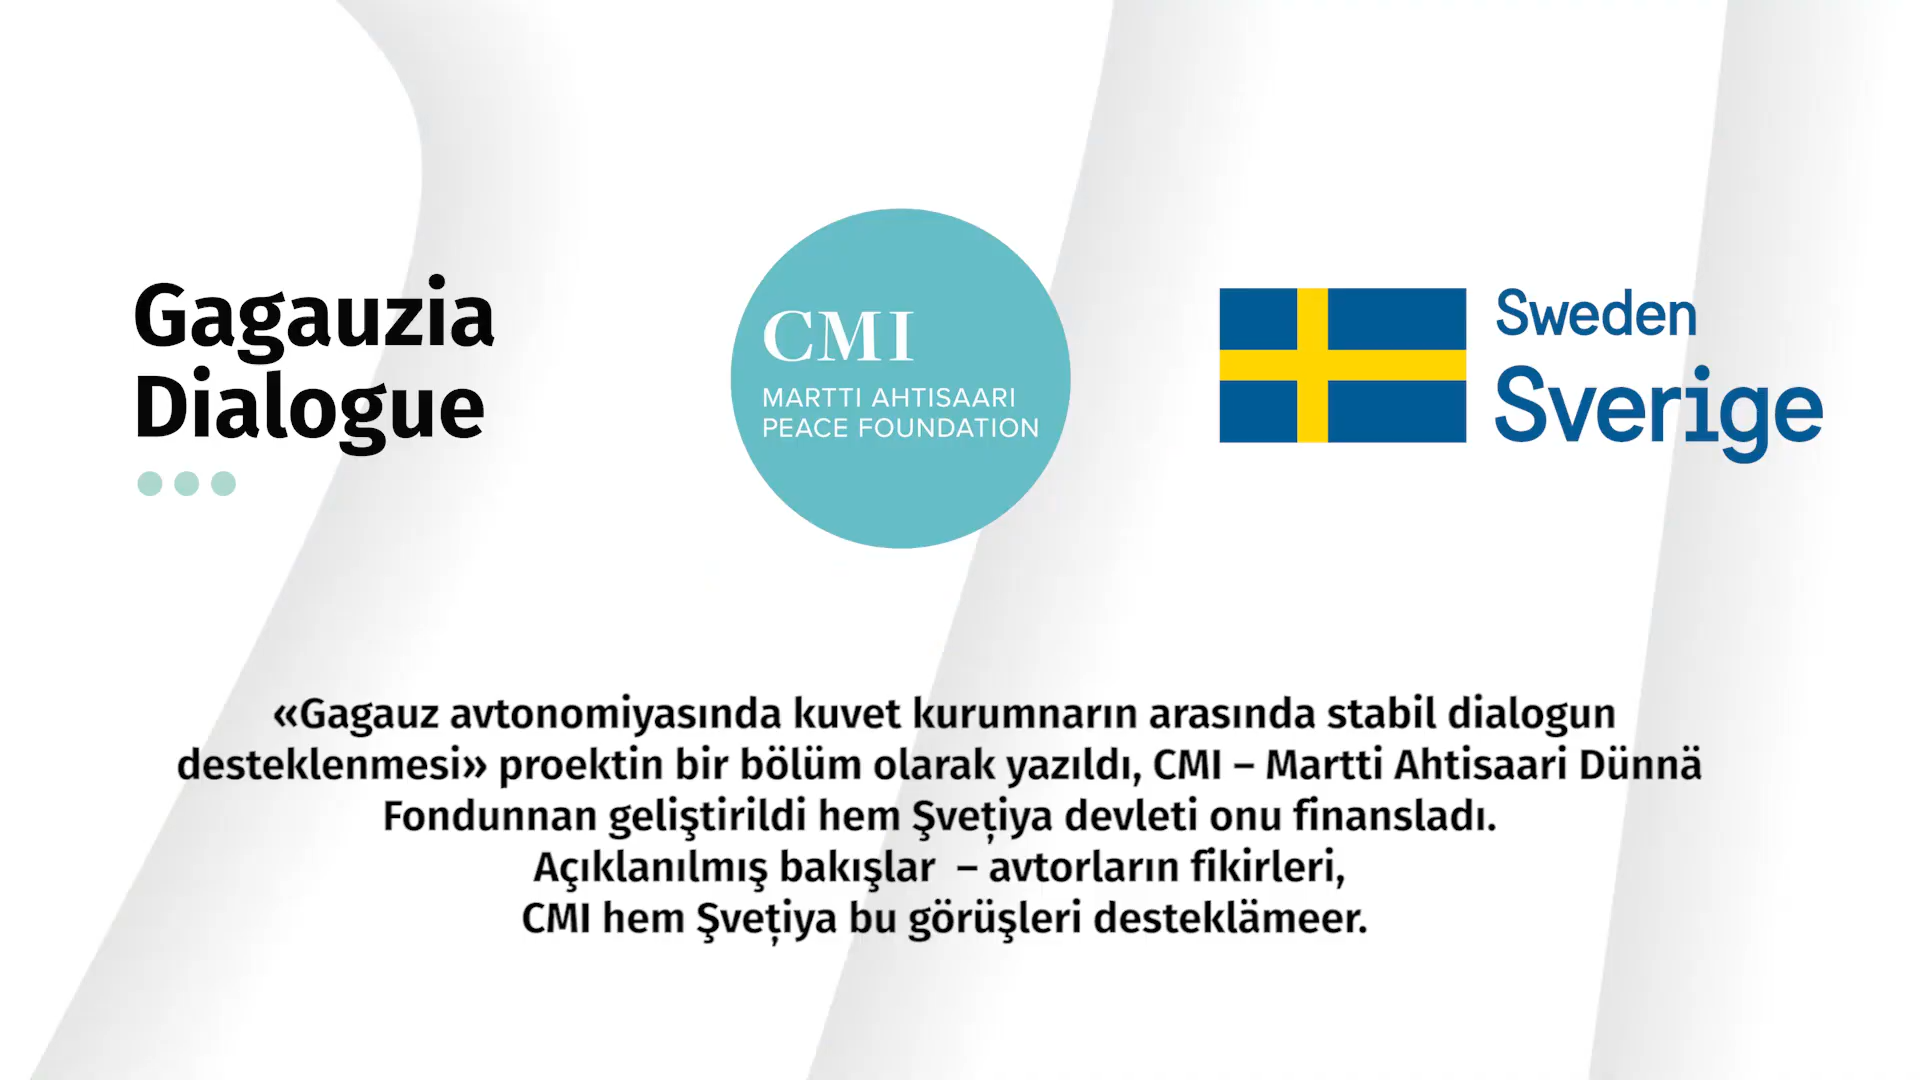 Gagauzia
Dialogue
CMI
MARTTI AHTISAARI
PEACE FOUNDATION
Sweden
Sverige
«Gagauz avtonomiyasında kuvet kurumnarın arasında stabil dialogun
desteklenmesi» proektin bir bölüm olarak yazıldı, CMI – Martti Ahtisaari Dünnä
Fondunnan geliştirildi hem Şvețiya devleti onu finansladı.
Açıklanılmış bakışlar – avtorların fikirleri,
CMI hem Şvețiya bu görüşleri desteklämeer.